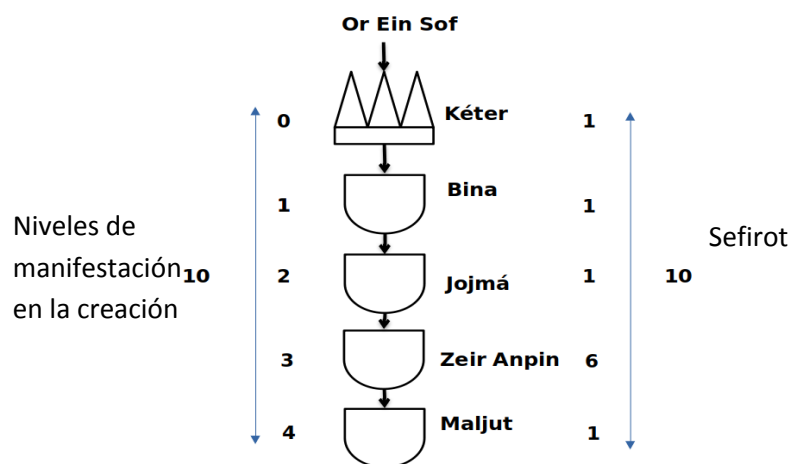 Or Ein Sof
0 Kéter 1
1 Bina 1
Niveles de
manifestación
en la creación
10 2 Jojmá 1 10 Sefirot
3 Zeir Anpin 6
4 Maljut 1